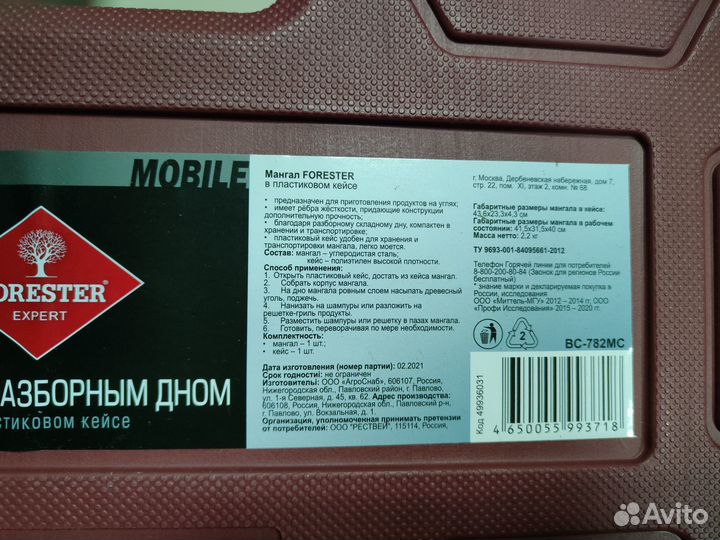 MOBILE
FORESTER
EXPERT
АЗБОРНЫМ ДНОМ
СТИКОВОМ КЕЙСЕ
Мангал FORESTER
в пластиковом кейсе
• предназначен для приготовления продуктов на углях;
• имеет рёбра жёсткости, придающие конструкции
дополнительную прочность;
• благодаря разборному складному дну, компактен в
хранении и транспортировке;
• пластиковый кейс удобен для хранения и
транспортировки мангала, легко моется.
Состав: мангал – углеродистая сталь;
кейс – полиэтилен высокой плотности.
Способ применения:
1. Открыть пластиковый кейс, достать из кейса мангал.
2. Собрать корпус мангала.
3. На дно мангала ровным слоем насыпать древесный
уголь, поджечь.
4. Нанизать на шампуры или разложить на
решетке-гриль продукты.
5. Разместить шампуры или решетку в пазах мангала.
6. Готовить, переворачивая по мере необходимости.
Комплектность:
• мангал – 1 шт.;
• кейс – 1 шт.
Дата изготовления (номер партии): 02.2021
Срок годности: не ограничен
Изготовитель: ООО «АгроСнаб», 606107, Россия,
Нижегородская обл., Павловский район, г. Павлово,
ул. 1-я Северная, д. 45, кв. 62. Адрес производства:
606108, Россия, Нижегородская обл., Павловский р-н,
г. Павлово, ул. Вокзальная, д. 1.
Организация, уполномоченная принимать претензии
от потребителей: ООО "РЕСТВЕЙ", 115114, Россия,
г. Москва, Дербеневская набережная, дом 7,
стр. 22, пом. XI, этаж 2, комн. № 68
Габаритные размеры мангала в кейсе:
43,6х23,3х4,3 см
Габаритные размеры мангала в рабочем
состоянии: 41,5х31,5х40 см
Масса нетто: 2,2 кг
ТУ 9693-001-84095661-2012
Телефон Горячей линии для потребителей
8-800-200-80-84 (Звонок для регионов России
бесплатный)
* знание марки и декларируемая покупка в
России, исследования
ООО «Миттель-МГУ» 2012 – 2014 гг; ООО
«Профи Исследования» 2015 – 2020 гг.
2
BC-782MC
Код 49936031
4 650055 993718
Avito